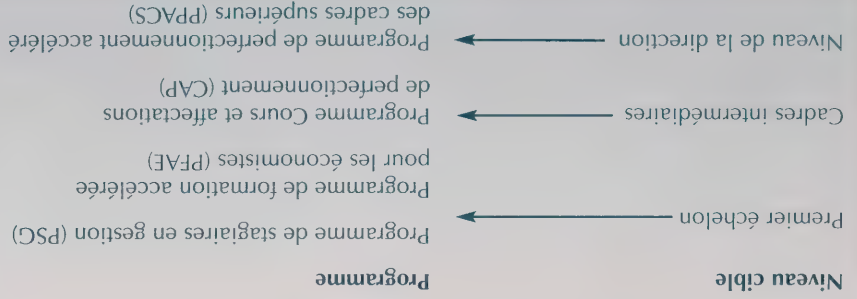 Niveau cible Programme
Programme de stagiaires en gestion (PSG)
Premier échelon
Programme de formation accélérée
pour les économistes (PFAE)
Cadres intermédiaires Programme Cours et affectations
de perfectionnement (CAP)
Niveau de la direction Programme de perfectionnement accéléré
des cadres supérieurs (PPACS)